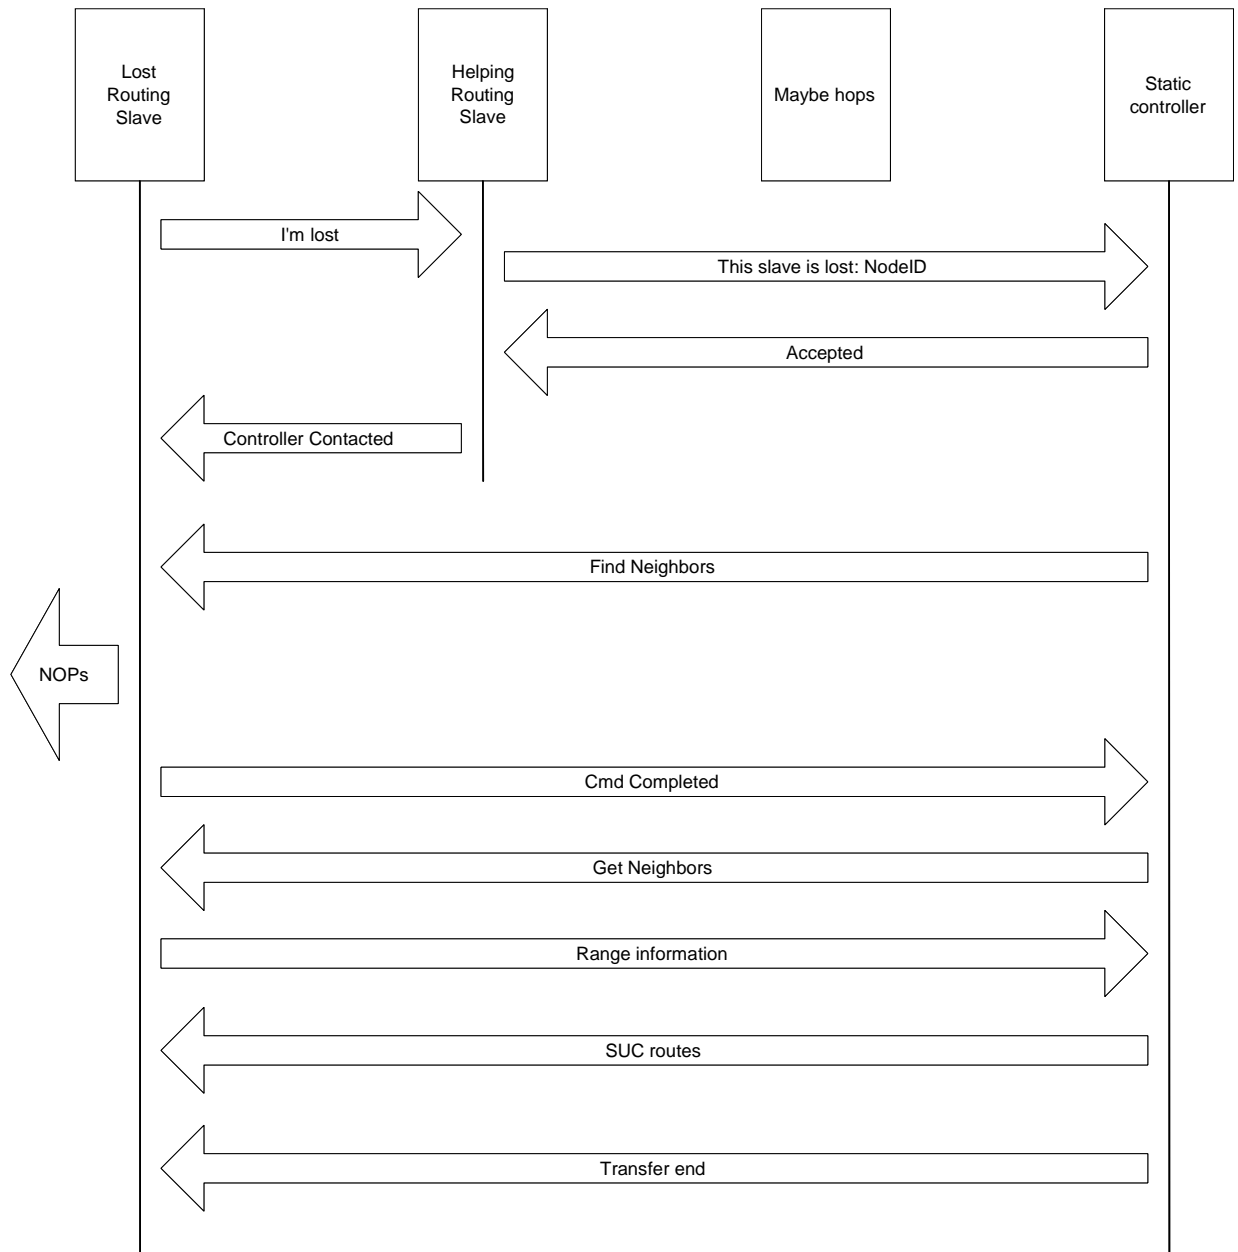 Lost
Routing
Slave
Helping
Routing
Slave
Maybe hops
Static
controller
I'm lost
This slave is lost: NodeID
Accepted
Controller Contacted
Find Neighbors
NOPs
Cmd Completed
Get Neighbors
Range information
SUC routes
Transfer end